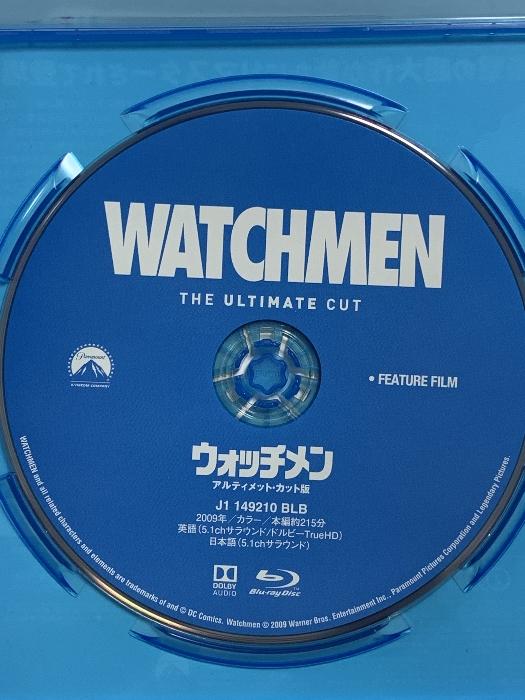 WATCHMEN
THE ULTIMATE CUT
Paramount
A VIACOM COMPANY
• FEATURE FILM
ウォッチメン
アルティメット・カット版
J1 149210 BLB
2009年／カラー／本編約215分
英語（5.1chサラウンド/ドルビーTrueHD）
日本語（5.1chサラウンド）
DOLBY
AUDIO
Blu-ray Disc
WATCHMEN and all related characters and elements are trademarks of and © DC Comics. Watchmen © 2009 Warner Bros. Entertainment Inc., Paramount Pictures Corporation and Legendary Pictures.